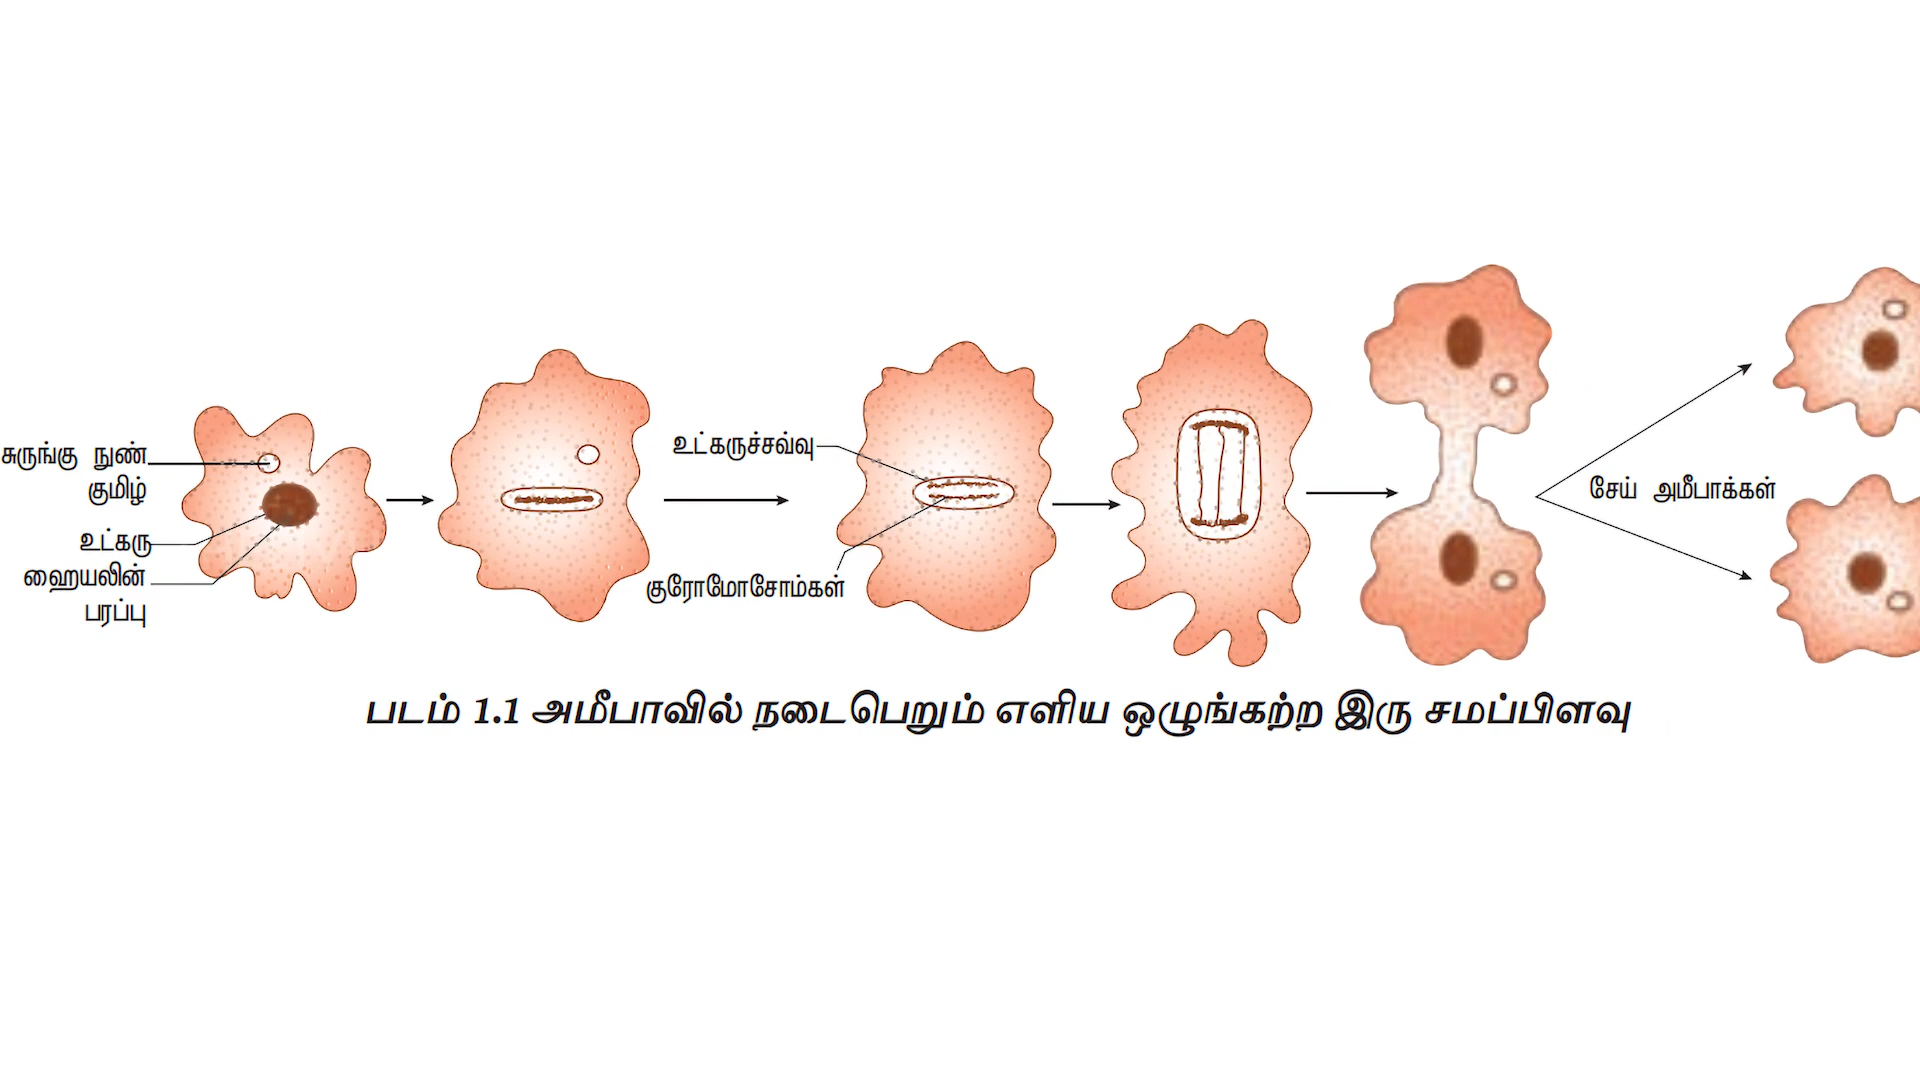 சுருங்கு நுண்
குமிழ்
உட்கரு
ஹையலின்
பரப்பு
உட்கருச்சவ்வு
குரோமோசோம்கள்
சேய் அமீபாக்கள்
படம் 1.1 அமீபாவில் நடைபெறும் எளிய ஒழுங்கற்ற இரு சமப்பிளவு